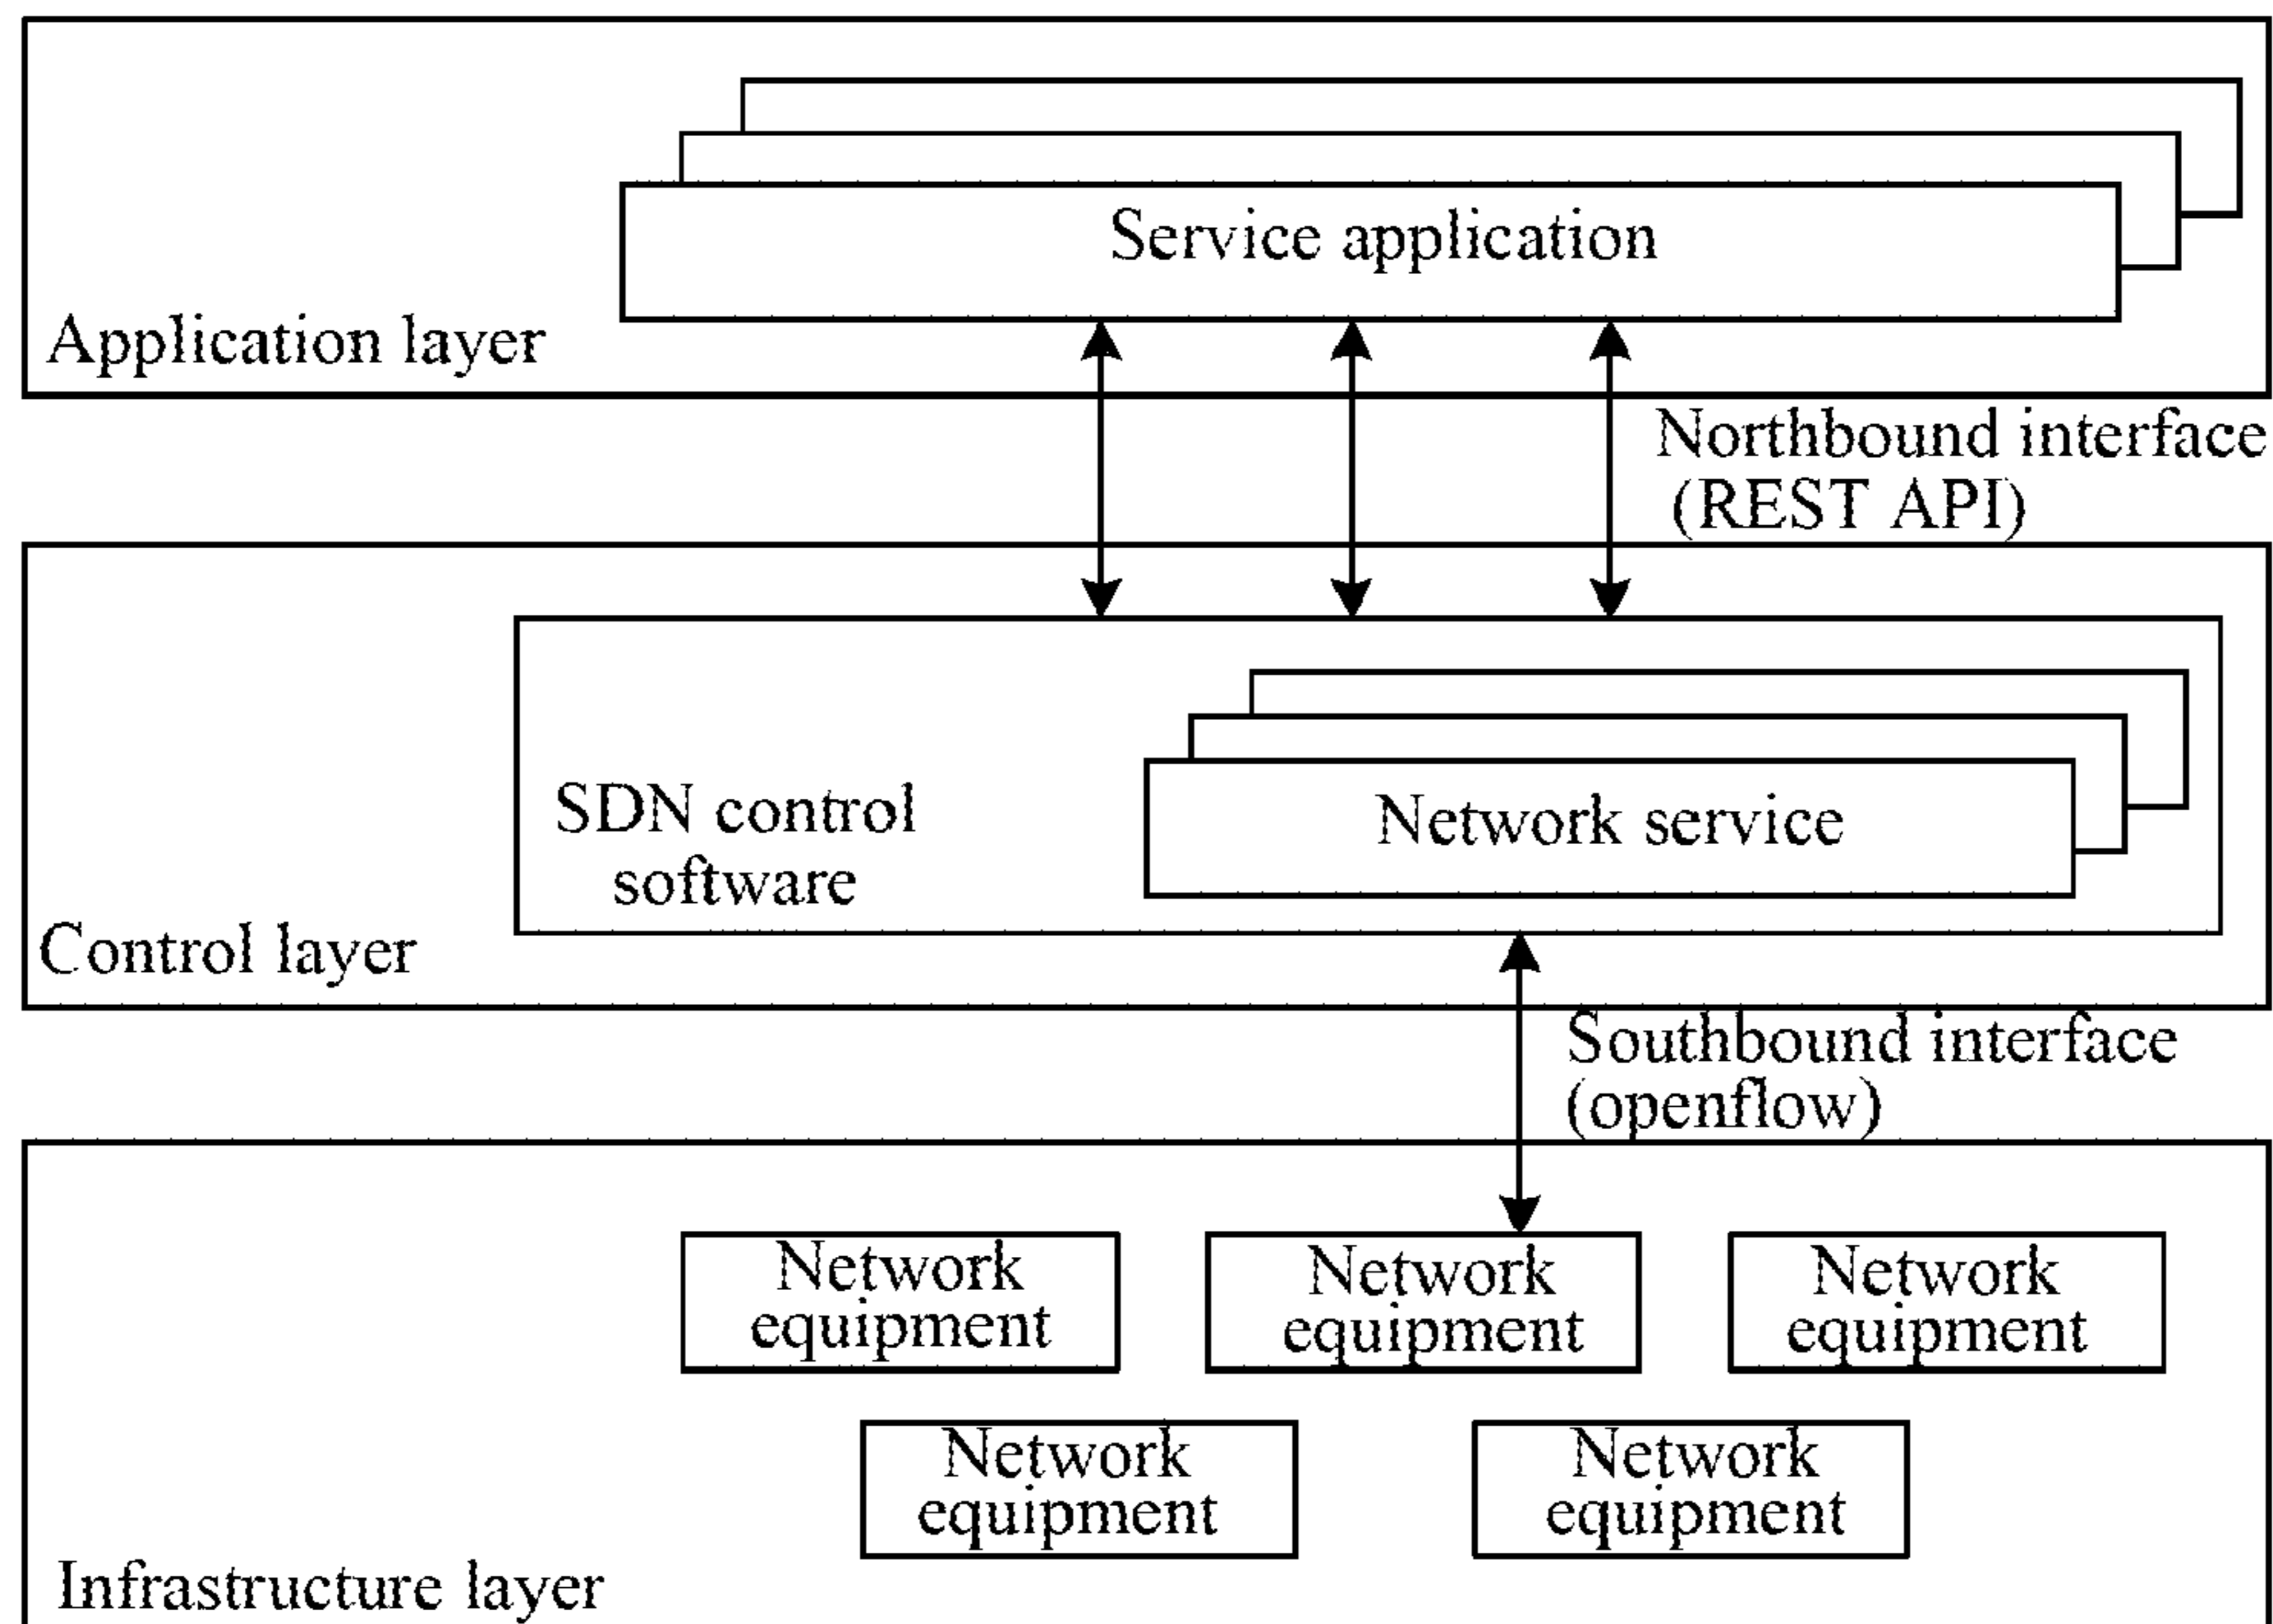 Service application
Application layer
Northbound interface
(REST API)
SDN control
software
Network service
Control layer
Southbound interface
(openflow)
Network
equipment
Network
equipment
Network
equipment
Network
equipment
Network
equipment
Infrastructure layer